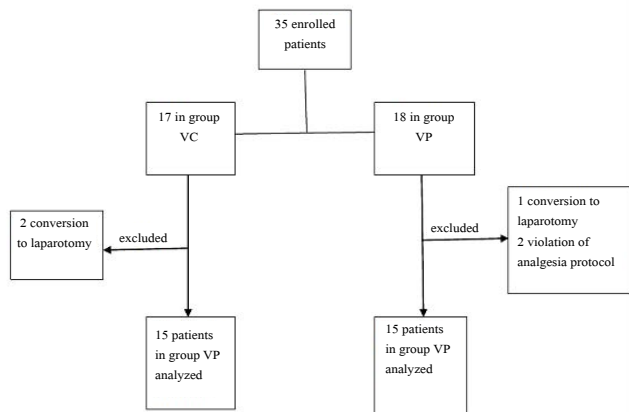 35 enrolled
patients
17 in group
VC
18 in group
VP
2 conversion
to laparotomy
excluded
excluded
1 conversion to
laparotomy
2 violation of
analgesia protocol
15 patients
in group VP
analyzed
15 patients
in group VP
analyzed